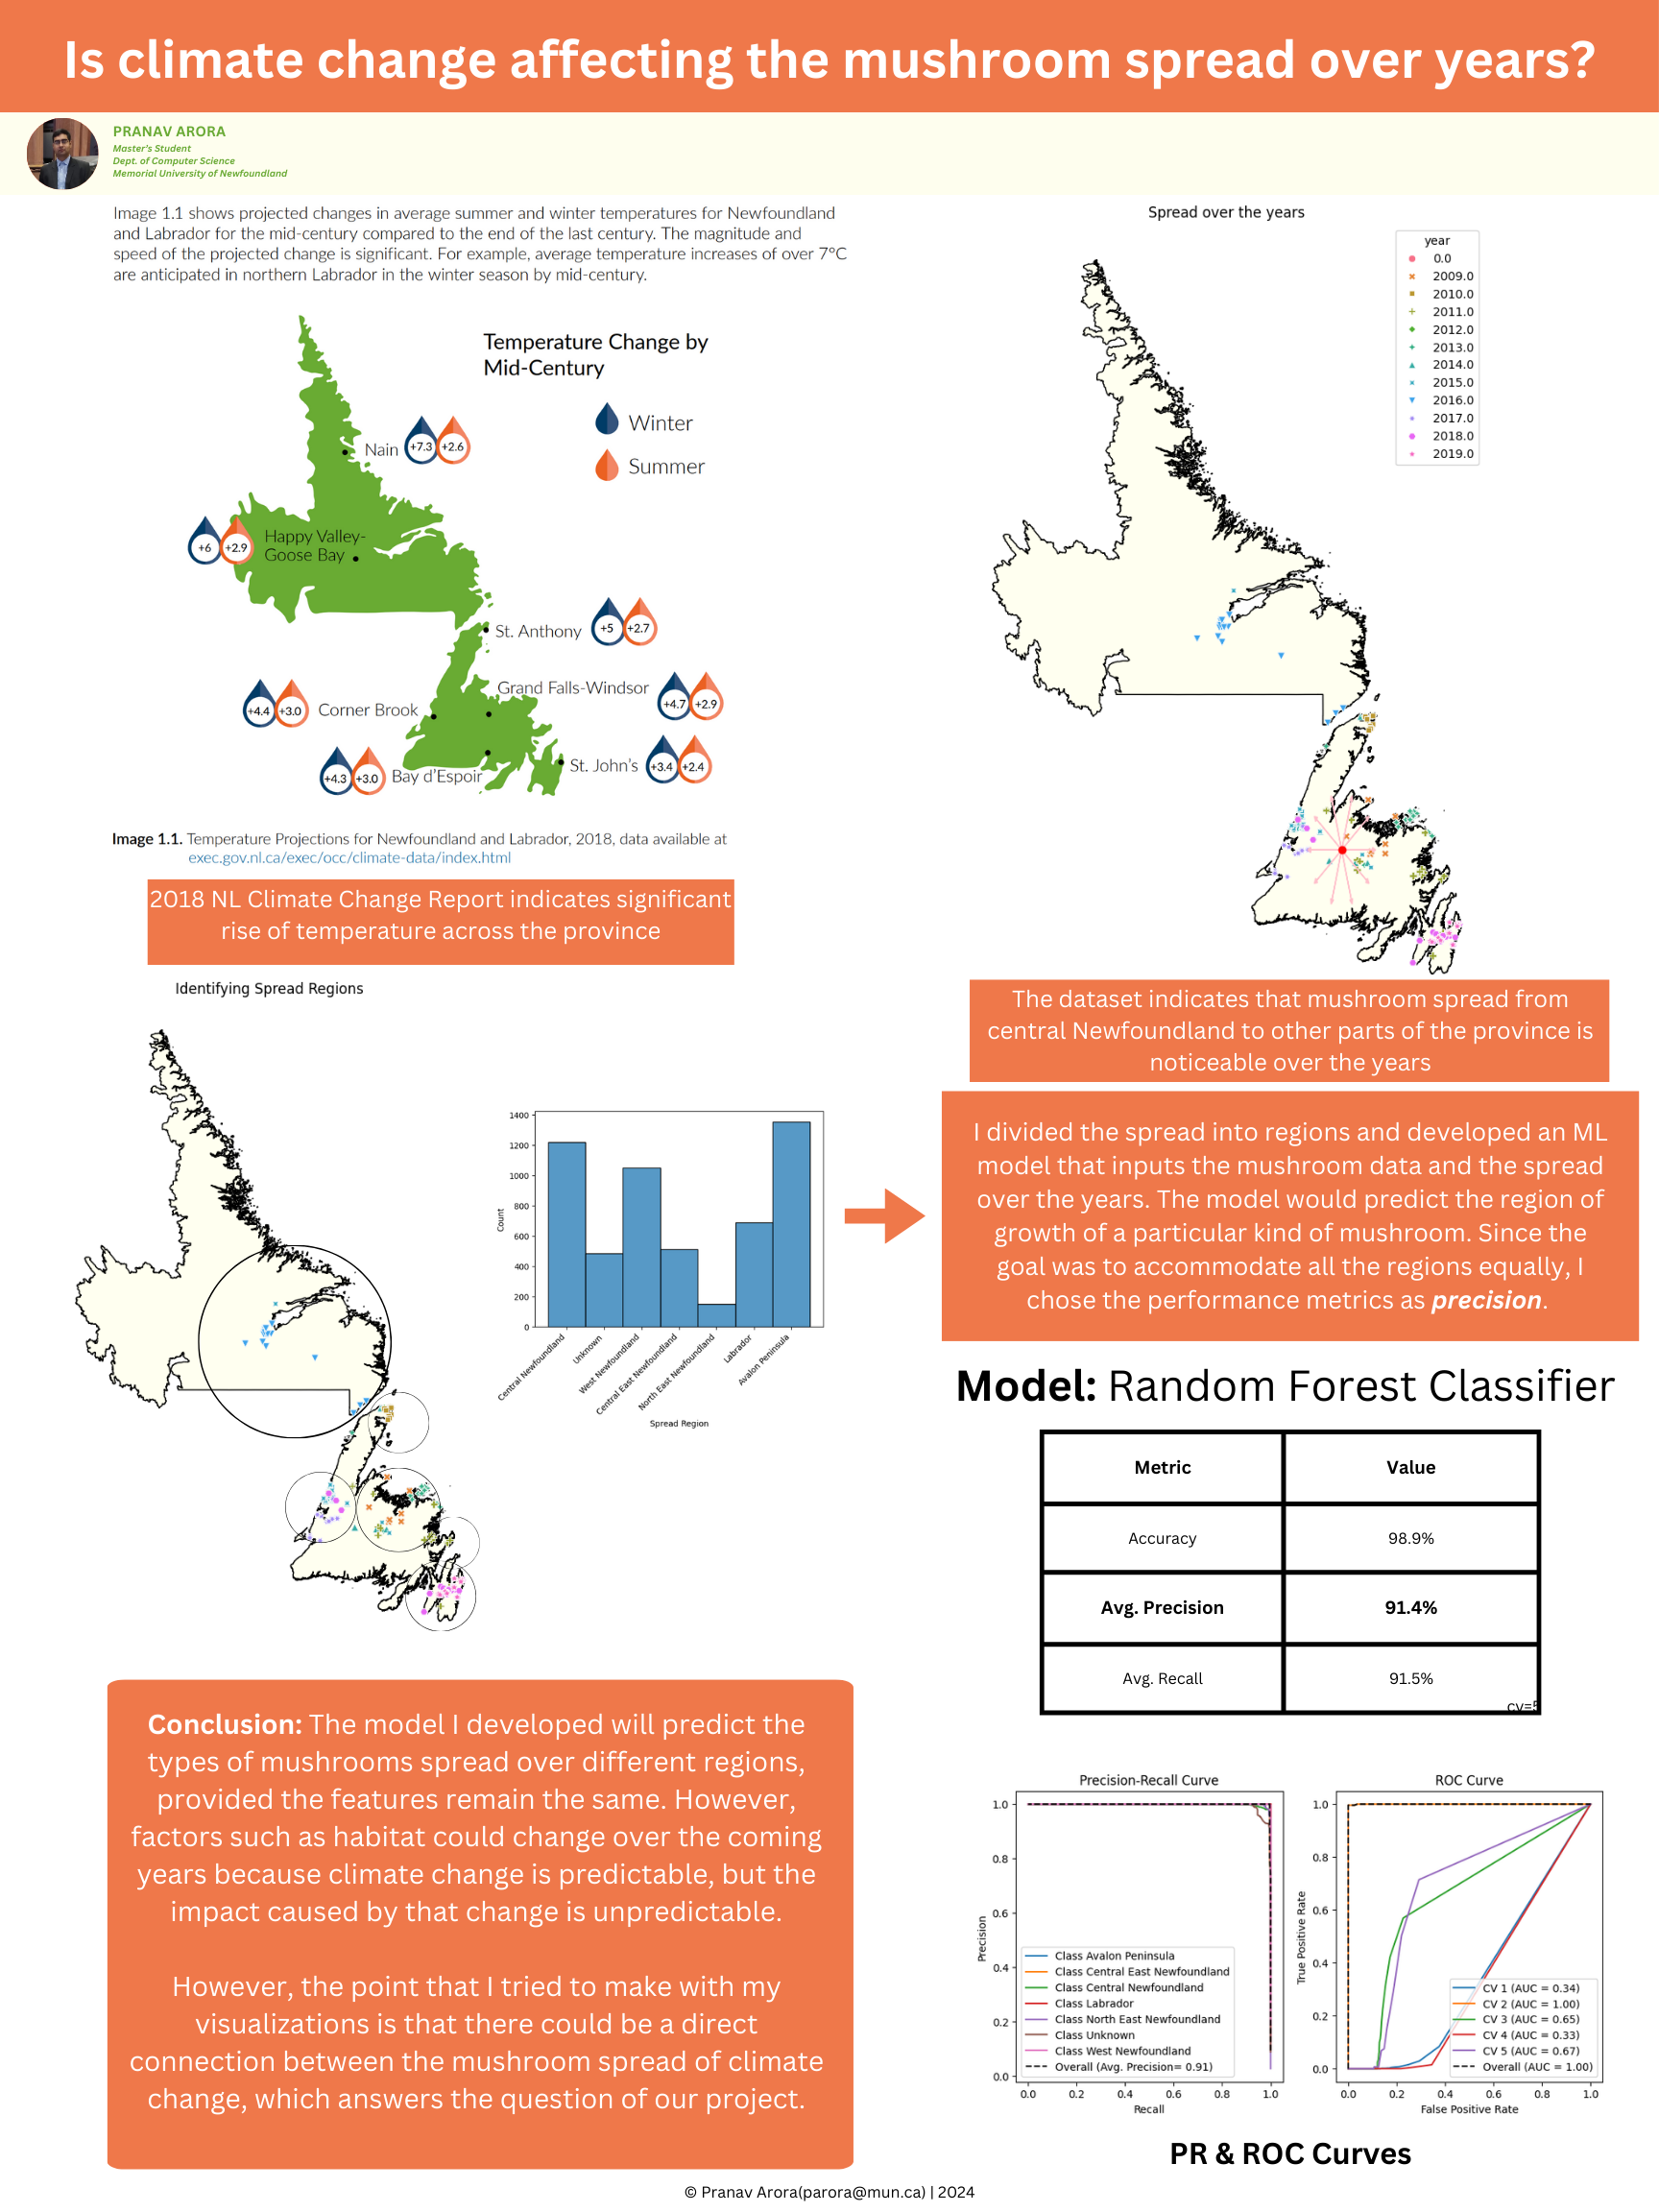 Is climate change affecting the mushroom spread over years?
PRANAV ARORA
Master's Student
Dept. of Computer Science
Memorial University of Newfoundland
Image 1.1 shows projected changes in average summer and winter temperatures for Newfoundland
and Labrador for the mid-century compared to the end of the last century. The magnitude and
speed of the projected change is significant. For example, average temperature increases of over 7°C
are anticipated in northern Labrador in the winter season by mid-century.
Temperature Change by
Mid-Century
Winter
Summer
Nain
+7.3
+2.6
+6
+2.9
Happy Valley-
Goose Bay
St. Anthony
+5
+2.7
Grand Falls-Windsor
+4.7
+2.9
+4.4
+3.0
Corner Brook
+4.3
+3.0
Bay d'Espoir
St. John's
+3.4
+2.4
Image 1.1. Temperature Projections for Newfoundland and Labrador, 2018, data available at
exec.gov.nl.ca/exec/occ/climate-data/index.html
2018 NL Climate Change Report indicates significant
rise of temperature across the province
Spread over the years
year
0.0
2009.0
2010.0
2011.0
2012.0
2013.0
2014.0
2015.0
2016.0
2017.0
2018.0
2019.0
The dataset indicates that mushroom spread from
central Newfoundland to other parts of the province is
noticeable over the years
Identifying Spread Regions
1400
1200
1000
800
600
400
200
0
Count
Central Newfoundland
Unknown
West Newfoundland
Central East Newfoundland
North East Newfoundland
Labrador
Avalon Peninsula
Spread Region
I divided the spread into regions and developed an ML
model that inputs the mushroom data and the spread
over the years. The model would predict the region of
growth of a particular kind of mushroom. Since the
goal was to accommodate all the regions equally, I
chose the performance metrics as precision.
Model: Random Forest Classifier
Metric
Value
Accuracy
98.9%
Avg. Precision
91.4%
Avg. Recall
91.5%
cv=5
Conclusion: The model I developed will predict the
types of mushrooms spread over different regions,
provided the features remain the same. However,
factors such as habitat could change over the coming
years because climate change is predictable, but the
impact caused by that change is unpredictable.
However, the point that I tried to make with my
visualizations is that there could be a direct
connection between the mushroom spread of climate
change, which answers the question of our project.
Precision-Recall Curve
1.0
0.8
0.6
0.4
0.2
0.0
Precision
Class Avalon Peninsula
Class Central East Newfoundland
Class Central Newfoundland
Class Labrador
Class North East Newfoundland
Class Unknown
Class West Newfoundland
Overall (Avg. Precision= 0.91)
0.0 0.2 0.4 0.6 0.8 1.0
Recall
ROC Curve
1.0
0.8
0.6
0.4
0.2
0.0
True Positive Rate
CV 1 (AUC = 0.34)
CV 2 (AUC = 1.00)
CV 3 (AUC = 0.65)
CV 4 (AUC = 0.33)
CV 5 (AUC = 0.67)
Overall (AUC = 1.00)
0.0 0.2 0.4 0.6 0.8 1.0
False Positive Rate
PR & ROC Curves
© Pranav Arora(parora@mun.ca) | 2024